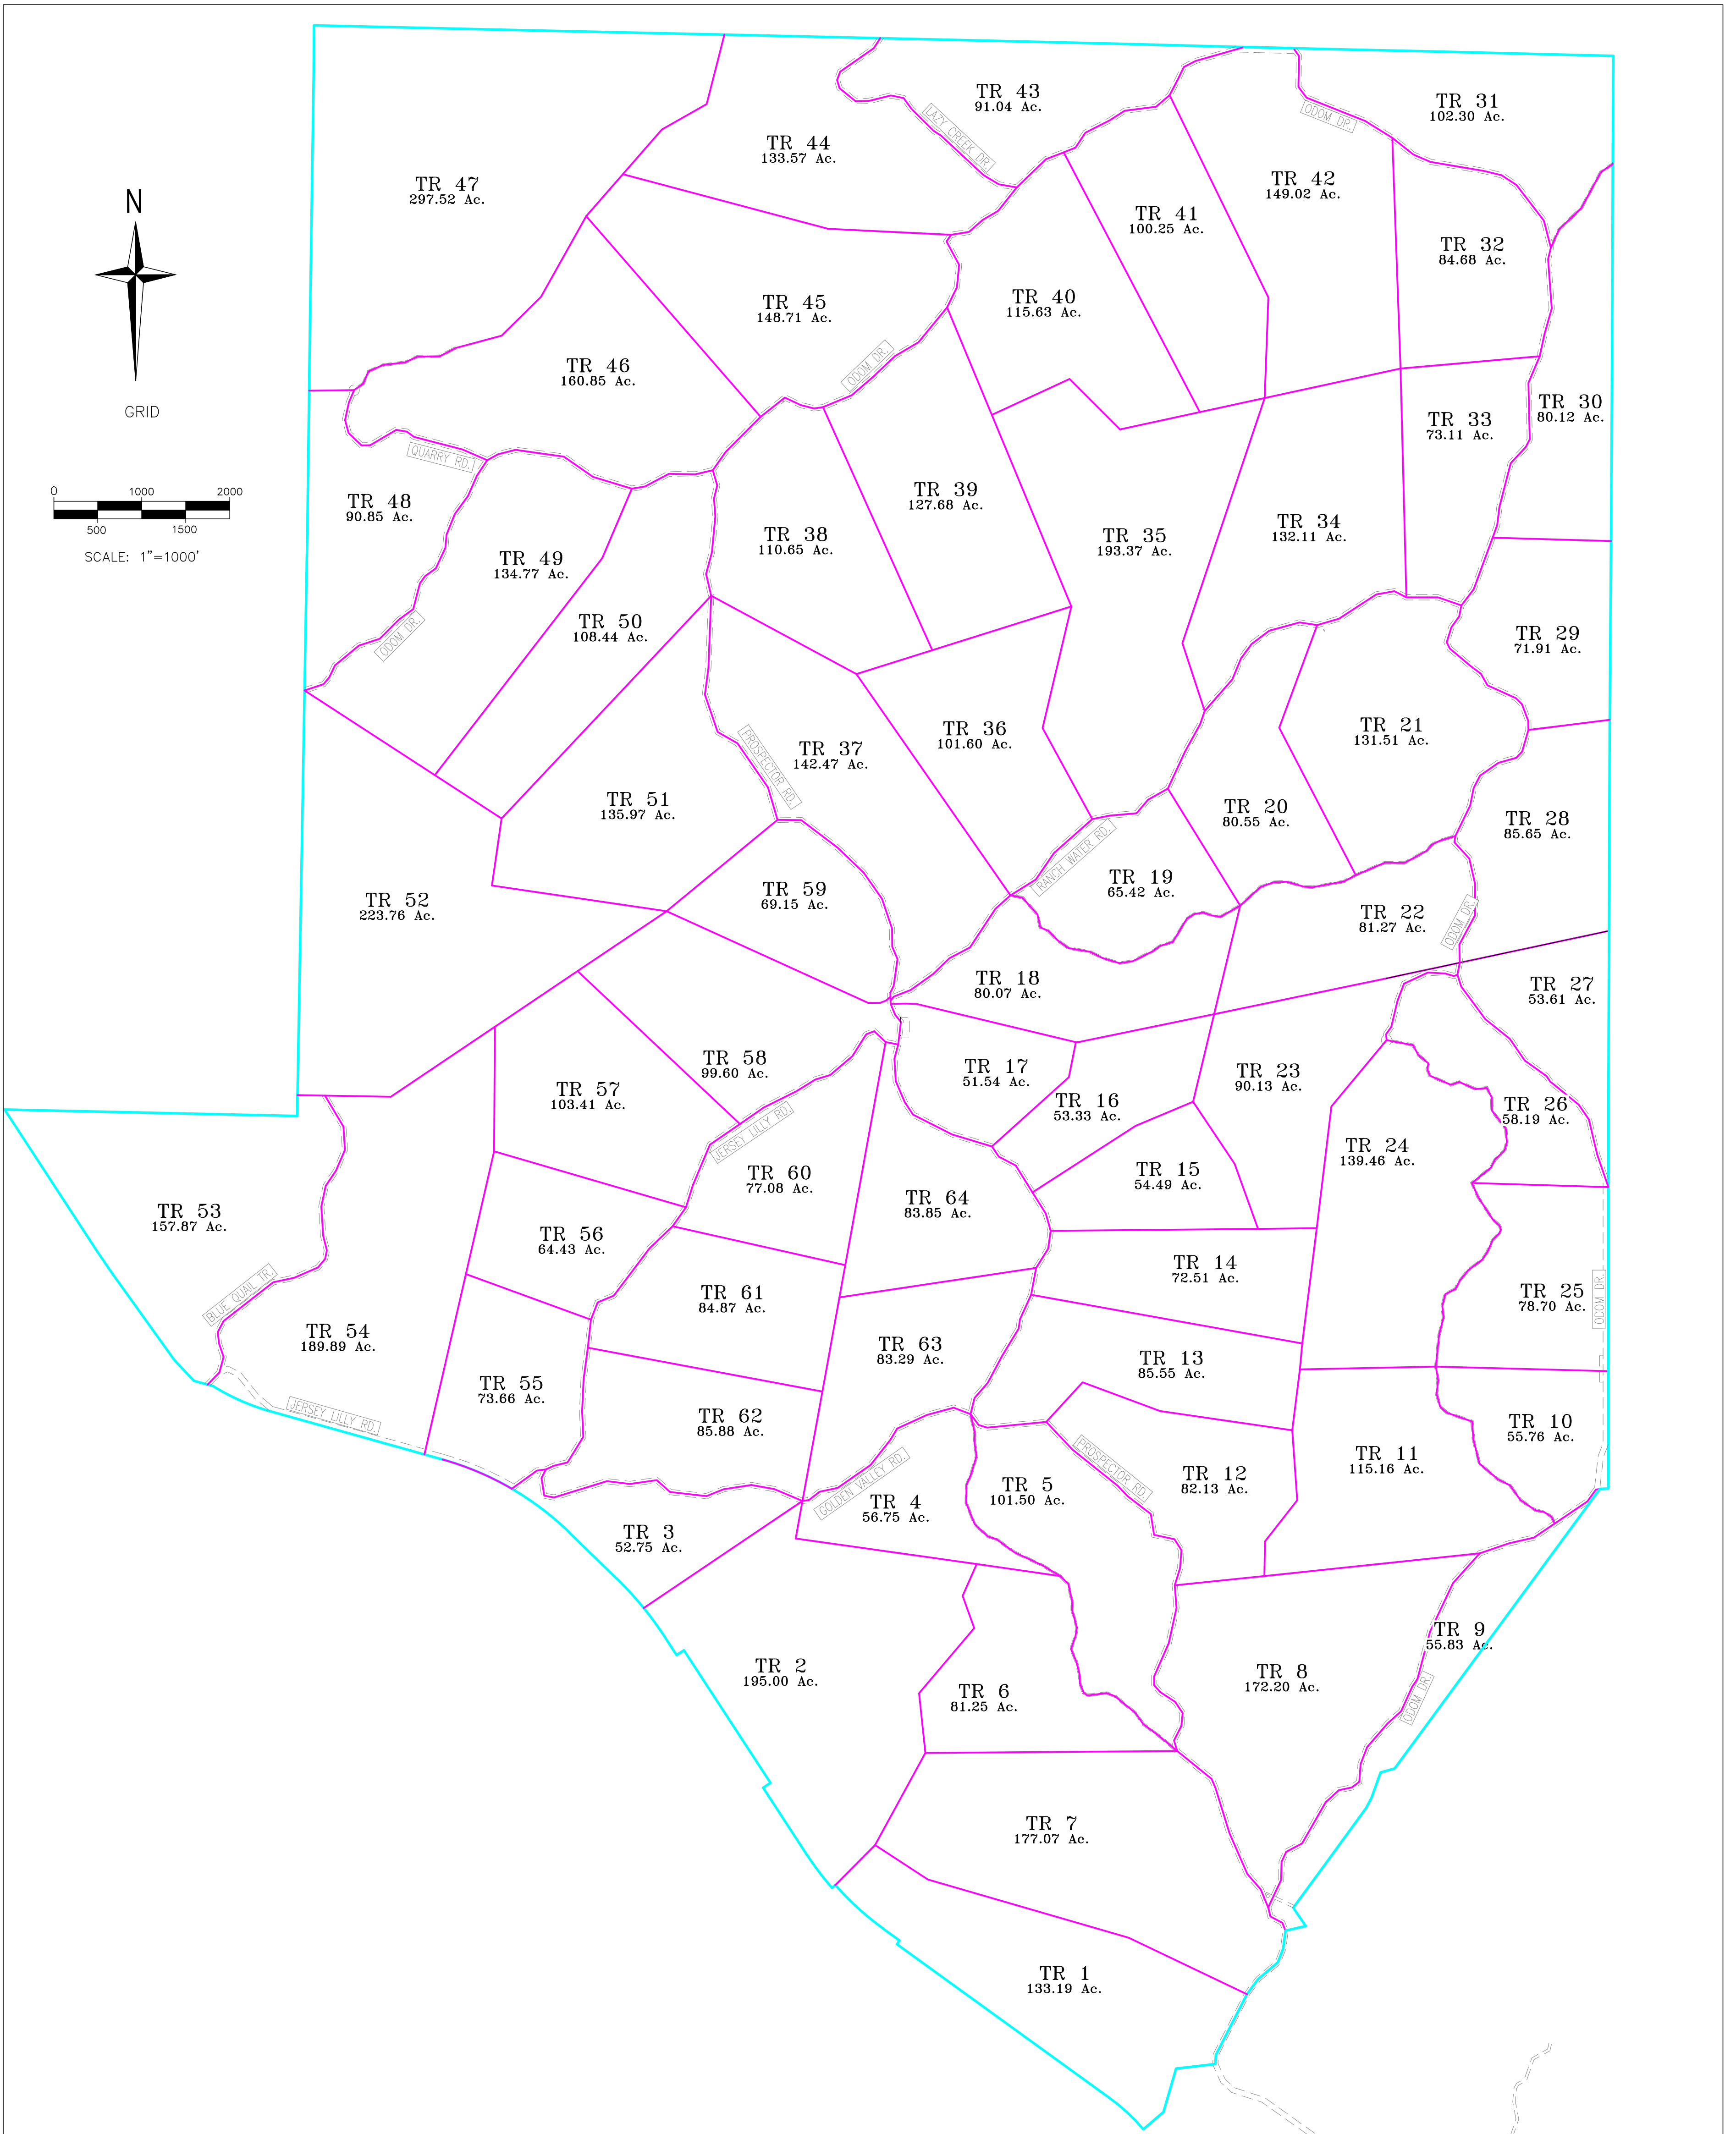 TR 43
91.04 Ac.
TR 31
102.30 Ac.
ODOM DR.
LAZY CREEK DR.
TR 44
133.57 Ac.
TR 47
297.52 Ac.
TR 42
149.02 Ac.
N
TR 41
100.25 Ac.
TR 32
84.68 Ac.
TR 45
148.71 Ac.
TR 40
115.63 Ac.
TR 46
160.85 Ac.
ODOM DR.
GRID
TR 30
80.12 Ac.
TR 33
73.11 Ac.
QUARRY RD.
0 1000 2000
500 1500
SCALE: 1"=1000'
TR 48
90.85 Ac.
TR 39
127.68 Ac.
TR 38
110.65 Ac.
TR 35
193.37 Ac.
TR 34
132.11 Ac.
TR 49
134.77 Ac.
TR 50
108.44 Ac.
ODOM DR.
TR 29
71.91 Ac.
TR 36
101.60 Ac.
TR 21
131.51 Ac.
TR 37
142.47 Ac.
PROSPECTOR RD.
TR 51
135.97 Ac.
TR 20
80.55 Ac.
TR 28
85.65 Ac.
RANCH WATER RD.
TR 19
65.42 Ac.
TR 59
69.15 Ac.
TR 52
223.76 Ac.
TR 22
81.27 Ac.
ODOM DR.
TR 18
80.07 Ac.
TR 27
53.61 Ac.
TR 58
99.60 Ac.
TR 17
51.54 Ac.
TR 23
90.13 Ac.
TR 57
103.41 Ac.
TR 16
53.33 Ac.
TR 26
58.19 Ac.
JERSEY LILLY RD.
TR 24
139.46 Ac.
TR 60
77.08 Ac.
TR 15
54.49 Ac.
TR 64
83.85 Ac.
TR 53
157.87 Ac.
TR 56
64.43 Ac.
TR 14
72.51 Ac.
BLUE QUAIL TR.
TR 61
84.87 Ac.
TR 25
78.70 Ac.
ODOM DR.
TR 54
189.89 Ac.
TR 63
83.29 Ac.
TR 13
85.55 Ac.
TR 55
73.66 Ac.
JERSEY LILLY RD.
TR 62
85.88 Ac.
TR 10
55.76 Ac.
TR 11
115.16 Ac.
PROSPECTOR RD.
TR 12
82.13 Ac.
GOLDEN VALLEY RD.
TR 5
101.50 Ac.
TR 4
56.75 Ac.
TR 3
52.75 Ac.
TR 9
55.83 Ac.
TR 2
195.00 Ac.
TR 8
172.20 Ac.
TR 6
81.25 Ac.
ODOM DR.
TR 7
177.07 Ac.
TR 1
133.19 Ac.